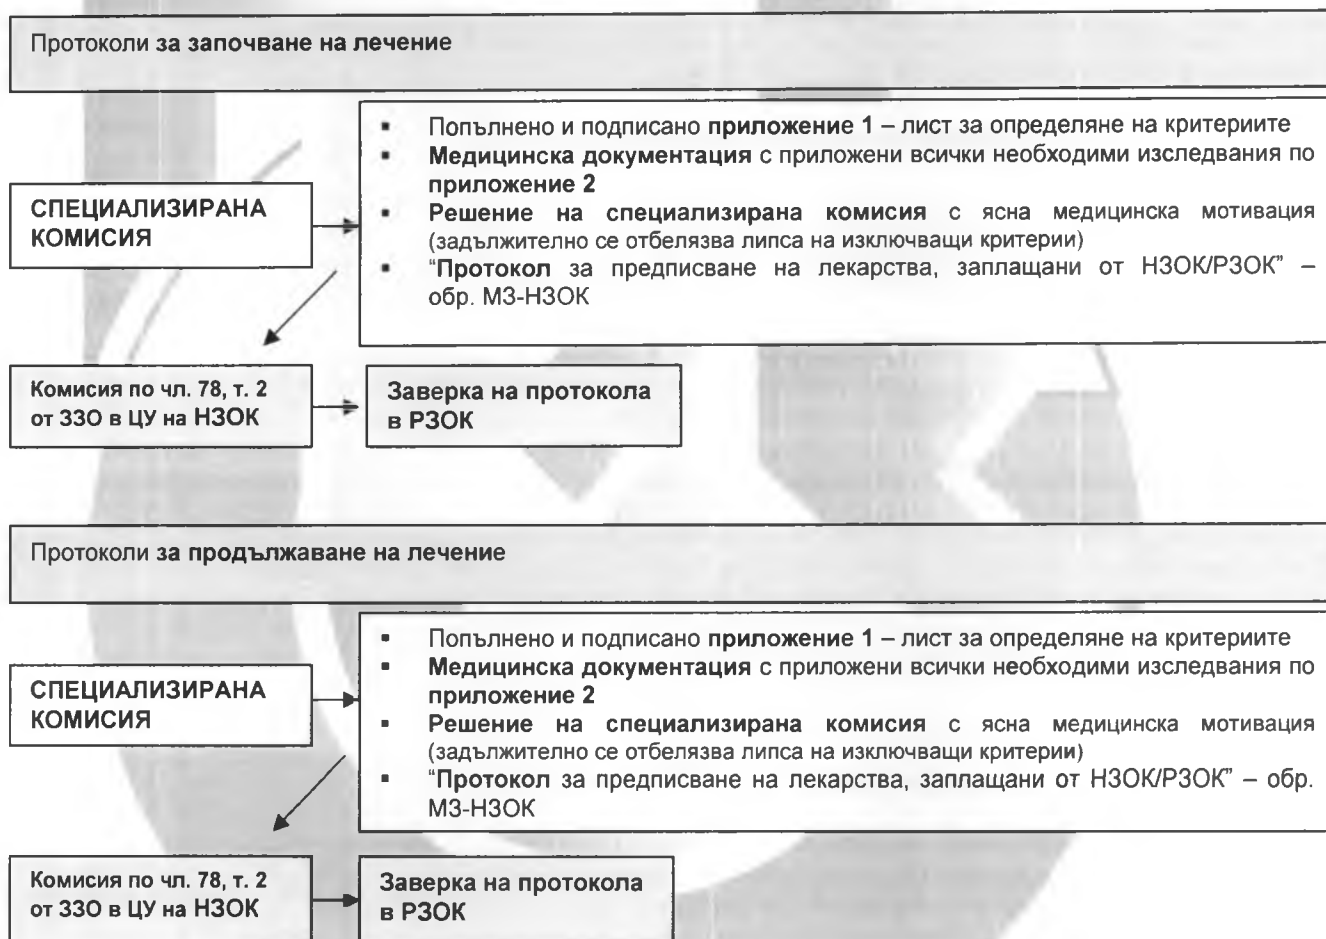 Протоколи за започване на лечение
▪ Попълнено и подписано приложение 1 – лист за определяне на критериите
▪ Медицинска документация с приложени всички необходими изследвания по
приложение 2
▪ Решение на специализирана комисия с ясна медицинска мотивация
(задължително се отбелязва липса на изключващи критерии)
▪ “Протокол за предписване на лекарства, заплащани от НЗОК/РЗОК” –
обр. МЗ-НЗОК
СПЕЦИАЛИЗИРАНА
КОМИСИЯ
Комисия по чл. 78, т. 2
от ЗЗО в ЦУ на НЗОК
Заверка на протокола
в РЗОК
Протоколи за продължаване на лечение
▪ Попълнено и подписано приложение 1 – лист за определяне на критериите
▪ Медицинска документация с приложени всички необходими изследвания по
приложение 2
▪ Решение на специализирана комисия с ясна медицинска мотивация
(задължително се отбелязва липса на изключващи критерии)
▪ “Протокол за предписване на лекарства, заплащани от НЗОК/РЗОК” – обр.
МЗ-НЗОК
СПЕЦИАЛИЗИРАНА
КОМИСИЯ
Комисия по чл. 78, т. 2
от ЗЗО в ЦУ на НЗОК
Заверка на протокола
в РЗОК